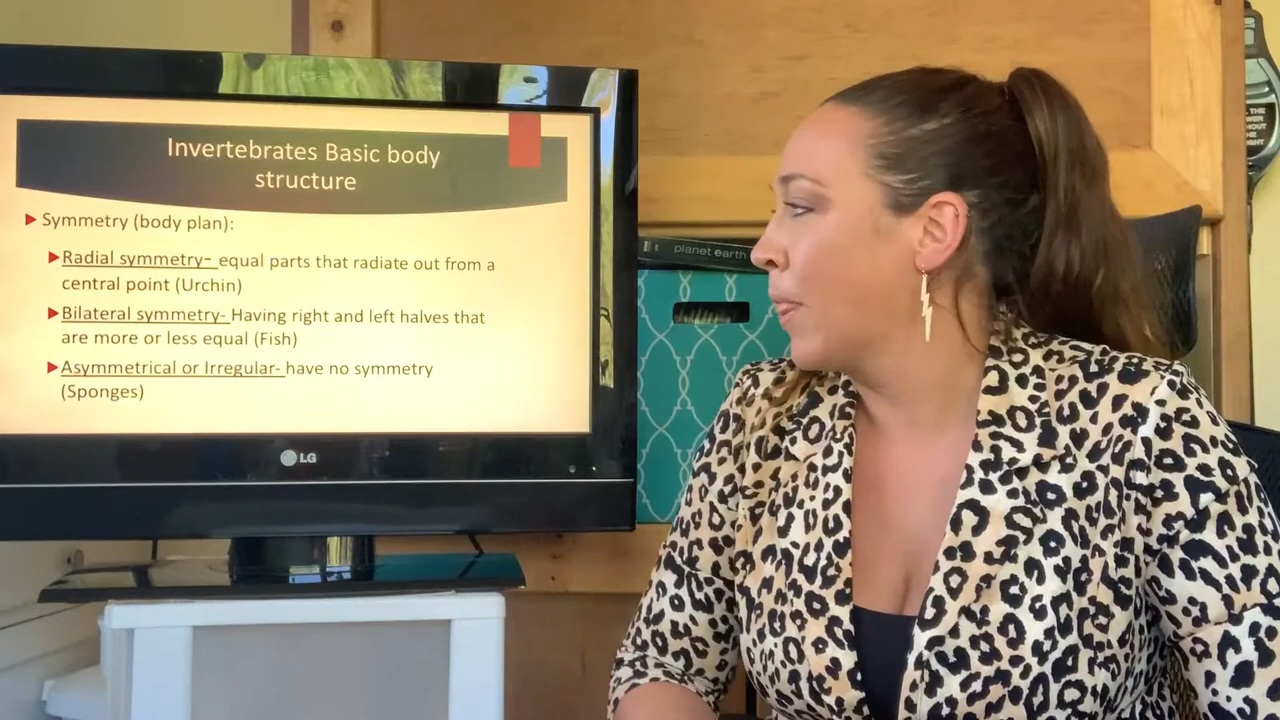 Invertebrates Basic body
structure
Symmetry (body plan):
Radial symmetry- equal parts that radiate out from a
central point (Urchin)
Bilateral symmetry- Having right and left halves that
are more or less equal (Fish)
Asymmetrical or Irregular- have no symmetry
(Sponges)
LG
planet earth
THE